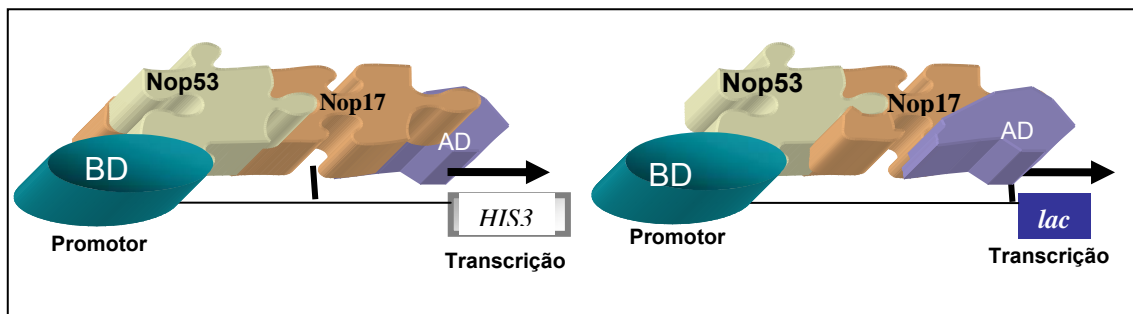 Nop53
Nop17
AD
BD
HIS3
Promotor
Transcrição
Nop53
Nop17
AD
BD
lac
Promotor
Transcrição